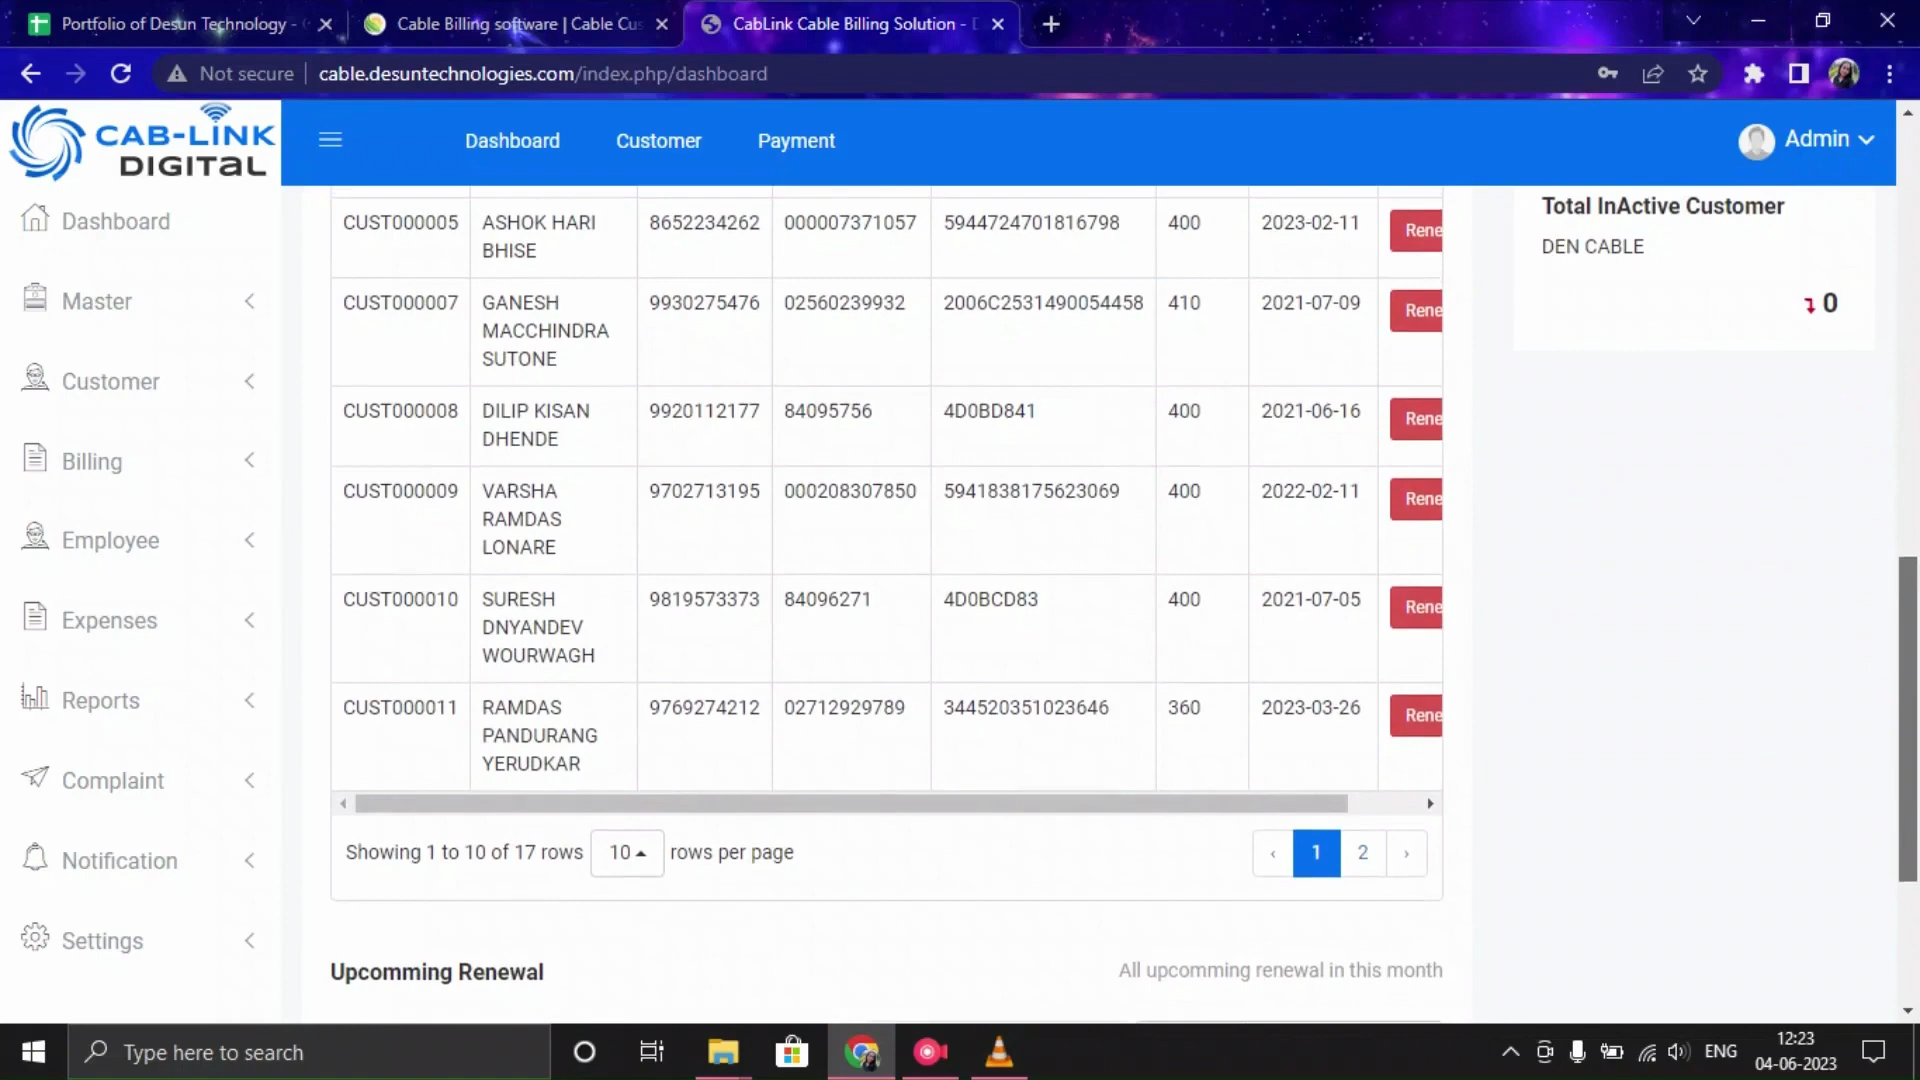 Portfolio of Desun Technology -
Cable Billing software | Cable Cus
CabLink Cable Billing Solution -
Not secure
cable.desuntechnologies.com/index.php/dashboard
CAB-LINK
DIGITAL
Dashboard
Customer
Payment
Admin
Dashboard
Master
Customer
Billing
Employee
Expenses
Reports
Complaint
Notification
Settings
CUST000005 ASHOK HARI 8652234262 000007371057 5944724701816798 400 2023-02-11 Rene
BHISE
CUST000007 GANESH 9930275476 02560239932 2006C2531490054458 410 2021-07-09 Rene
MACCHINDRA
SUTONE
CUST000008 DILIP KISAN 9920112177 84095756 4D0BD841 400 2021-06-16 Rene
DHENDE
CUST000009 VARSHA 9702713195 000208307850 5941838175623069 400 2022-02-11 Rene
RAMDAS
LONARE
CUST000010 SURESH 9819573373 84096271 4D0BCD83 400 2021-07-05 Rene
DNYANDEV
WOURWAGH
CUST000011 RAMDAS 9769274212 02712929789 344520351023646 360 2023-03-26 Rene
PANDURANG
YERUDKAR
Showing 1 to 10 of 17 rows 10 rows per page
‹ 1 2 ›
Upcomming Renewal
All upcomming renewal in this month
Total InActive Customer
DEN CABLE
0
Type here to search
ENG
12:23
04-06-2023